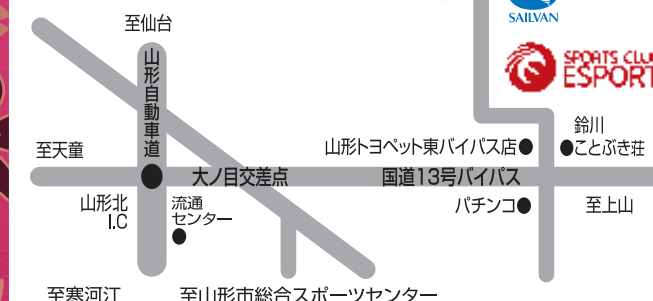 SAILVAN
至仙台
SPORTS CLU
ESPORT
山形自動車道
鈴川
ことぶき荘
至天童
山形トヨペット東バイパス店
大ノ目交差点
国道13号バイパス
山形北
I.C
流通
センター
パチンコ
至上山
至寒河江
至山形市総合スポーツセンター